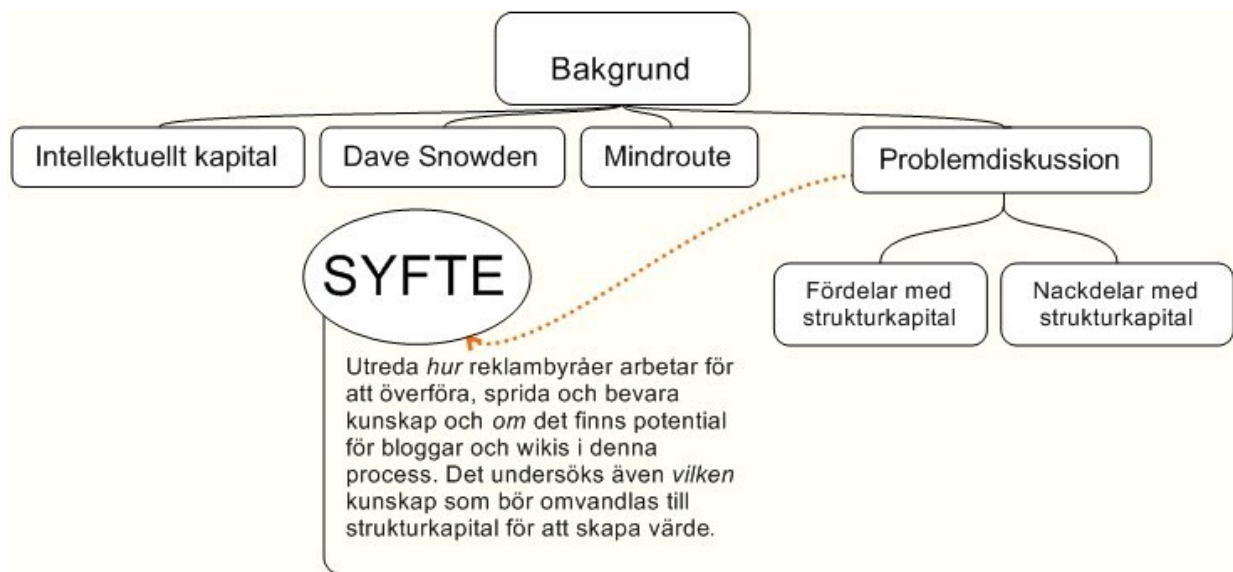 Bakgrund
Intellektuellt kapital
Dave Snowden
Mindroute
Problemdiskussion
SYFTE
Fördelar med
strukturkapital
Nackdelar med
strukturkapital
Utreda hur reklambyråer arbetar för
att överföra, sprida och bevara
kunskap och om det finns potential
för bloggar och wikis i denna
process. Det undersöks även vilken
kunskap som bör omvandlas till
strukturkapital för att skapa värde.